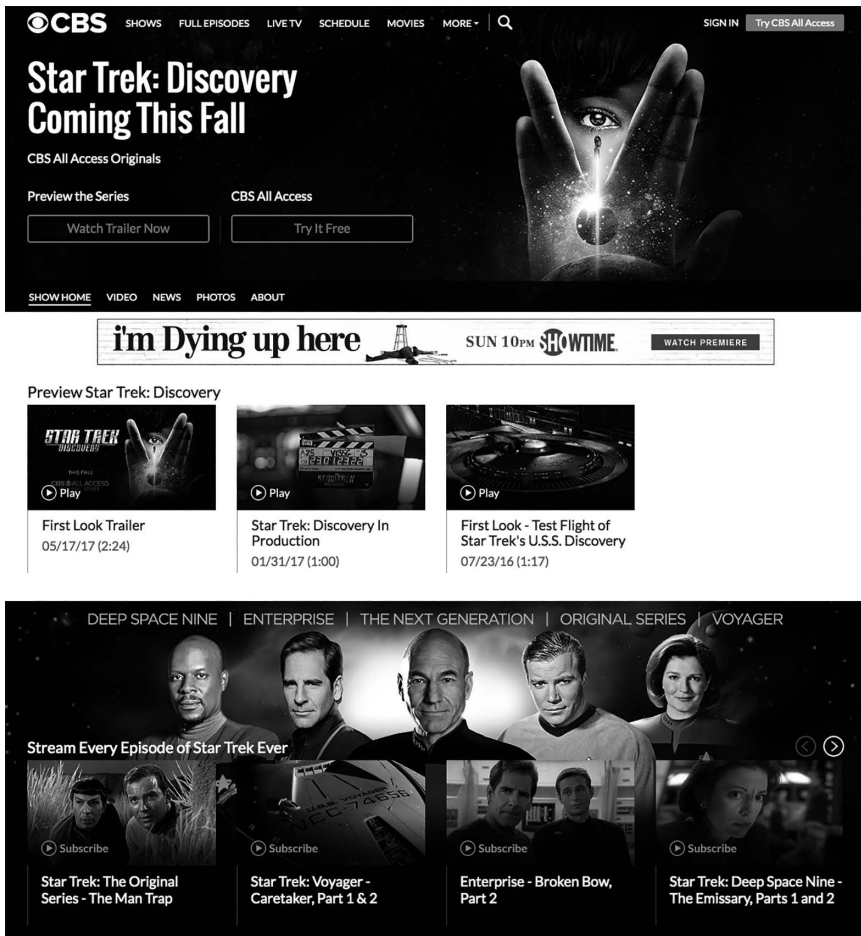 CBS SHOWS FULL EPISODES LIVE TV SCHEDULE MOVIES MORE SIGN IN Try CBS All Access
Star Trek: Discovery
Coming This Fall
CBS All Access Originals
Preview the Series CBS All Access
Watch Trailer Now Try It Free
SHOW HOME VIDEO NEWS PHOTOS ABOUT
i'm Dying up here SUN 10PM SHOWTIME WATCH PREMIERE
Preview Star Trek: Discovery
STAR TREK
DISCOVERY
THIS FALL
CBS ALL ACCESS
Play Play Play
First Look Trailer
05/17/17 (2:24)
Star Trek: Discovery In
Production
01/31/17 (1:00)
First Look - Test Flight of
Star Trek's U.S.S. Discovery
07/23/16 (1:17)
DEEP SPACE NINE | ENTERPRISE | THE NEXT GENERATION | ORIGINAL SERIES | VOYAGER
Stream Every Episode of Star Trek Ever
U.S.S. VOYAGER
NCC-74656
Subscribe Subscribe Subscribe Subscribe
Star Trek: The Original
Series - The Man Trap
Star Trek: Voyager -
Caretaker, Part 1 & 2
Enterprise - Broken Bow,
Part 2
Star Trek: Deep Space Nine -
The Emissary, Parts 1 and 2